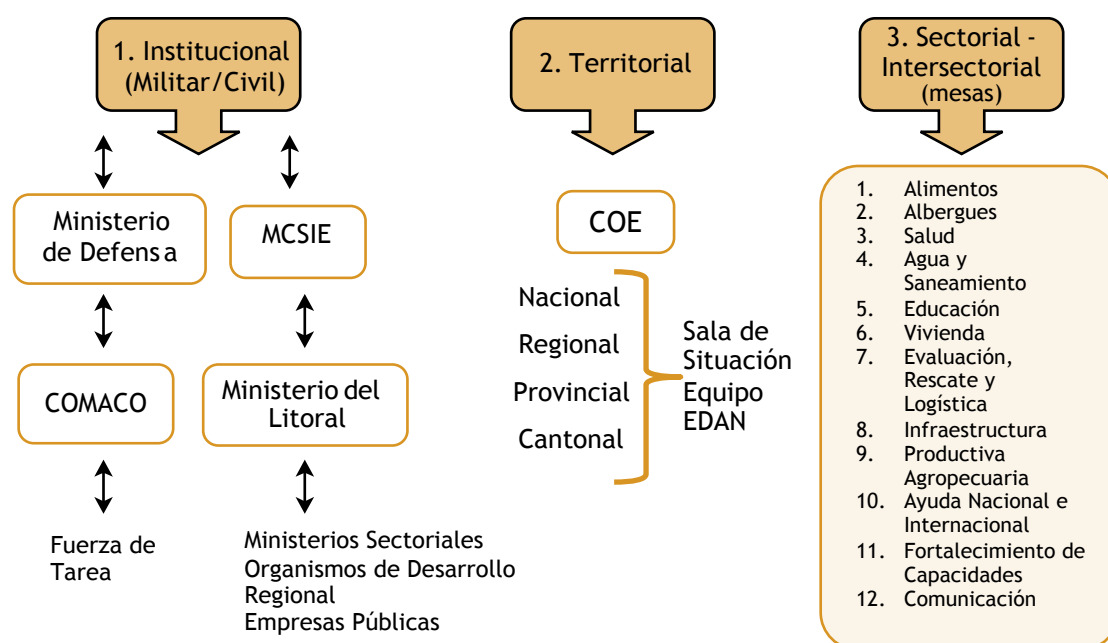 1. Institucional
(Militar/Civil)
Ministerio
de Defensa
COMACO
Fuerza de
Tarea
MCSIE
Ministerio del
Litoral
Ministerios Sectoriales
Organismos de Desarrollo
Regional
Empresas Públicas
2. Territorial
COE
Nacional
Regional
Provincial
Cantonal
Sala de
Situación
Equipo
EDAN
3. Sectorial -
Intersectorial
(mesas)
1. Alimentos
2. Albergues
3. Salud
4. Agua y
Saneamiento
5. Educación
6. Vivienda
7. Evaluación,
Rescate y
Logística
8. Infraestructura
9. Productiva
Agropecuaria
10. Ayuda Nacional e
Internacional
11. Fortalecimiento de
Capacidades
12. Comunicación